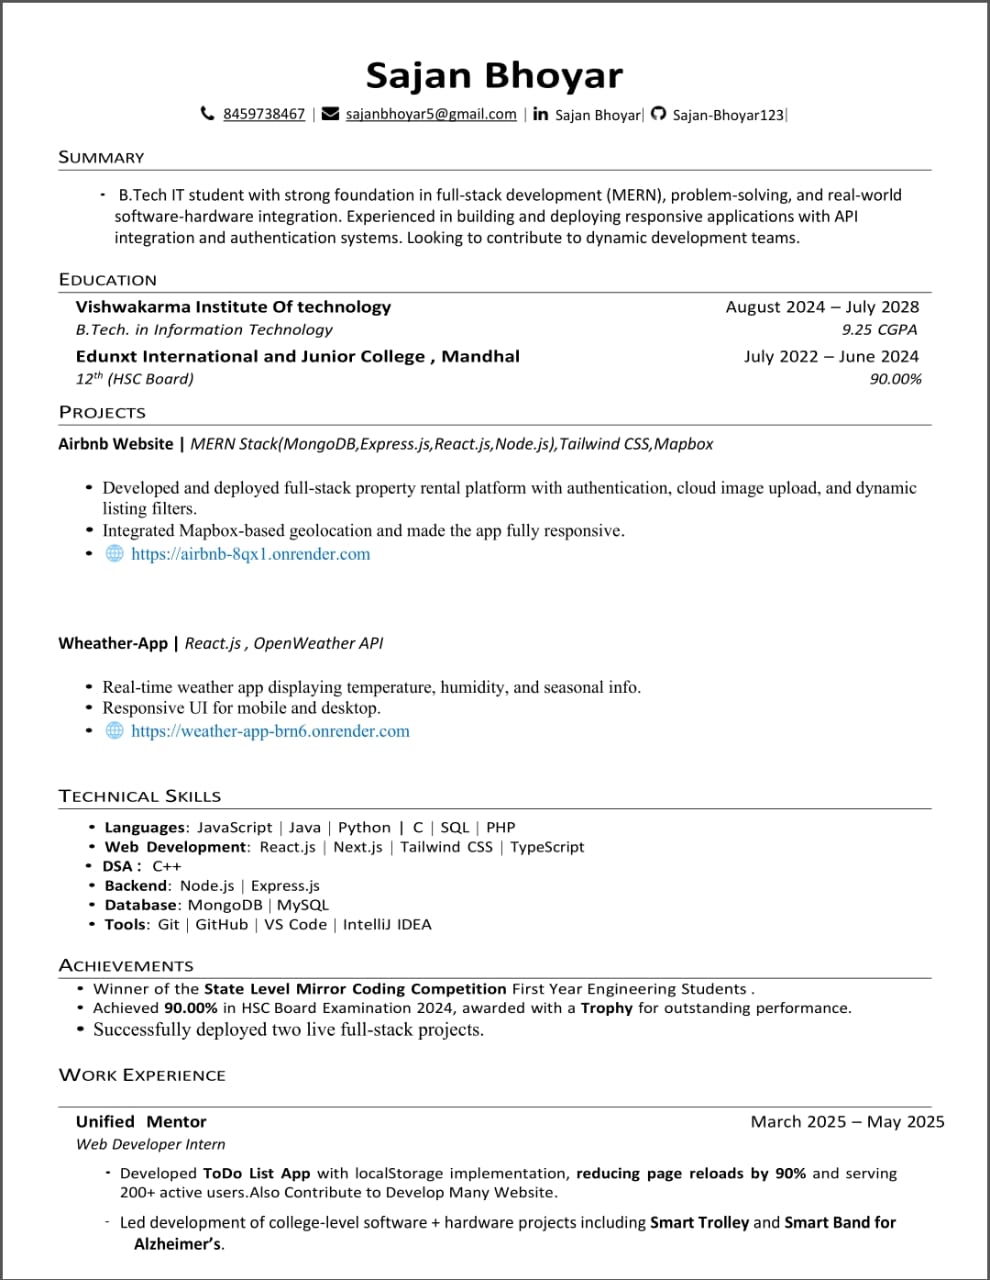 Sajan Bhoyar
8459738467 | sajanbhoyar5@gmail.com | in Sajan Bhoyar| Sajan-Bhoyar123|
SUMMARY
- B.Tech IT student with strong foundation in full-stack development (MERN), problem-solving, and real-world
software-hardware integration. Experienced in building and deploying responsive applications with API
integration and authentication systems. Looking to contribute to dynamic development teams.
EDUCATION
Vishwakarma Institute Of technology August 2024 – July 2028
B.Tech. in Information Technology 9.25 CGPA
Edunxt International and Junior College , Mandhal July 2022 – June 2024
12th (HSC Board) 90.00%
PROJECTS
Airbnb Website | MERN Stack(MongoDB,Express.js,React.js,Node.js),Tailwind CSS,Mapbox
• Developed and deployed full-stack property rental platform with authentication, cloud image upload, and dynamic
listing filters.
• Integrated Mapbox-based geolocation and made the app fully responsive.
• https://airbnb-8qx1.onrender.com
Wheather-App | React.js , OpenWeather API
• Real-time weather app displaying temperature, humidity, and seasonal info.
• Responsive UI for mobile and desktop.
• https://weather-app-brn6.onrender.com
TECHNICAL SKILLS
• Languages: JavaScript | Java | Python | C | SQL | PHP
• Web Development: React.js | Next.js | Tailwind CSS | TypeScript
• DSA : C++
• Backend: Node.js | Express.js
• Database: MongoDB | MySQL
• Tools: Git | GitHub | VS Code | IntelliJ IDEA
ACHIEVEMENTS
• Winner of the State Level Mirror Coding Competition First Year Engineering Students .
• Achieved 90.00% in HSC Board Examination 2024, awarded with a Trophy for outstanding performance.
• Successfully deployed two live full-stack projects.
WORK EXPERIENCE
Unified Mentor March 2025 – May 2025
Web Developer Intern
- Developed ToDo List App with localStorage implementation, reducing page reloads by 90% and serving
200+ active users.Also Contribute to Develop Many Website.
- Led development of college-level software + hardware projects including Smart Trolley and Smart Band for
Alzheimer’s.